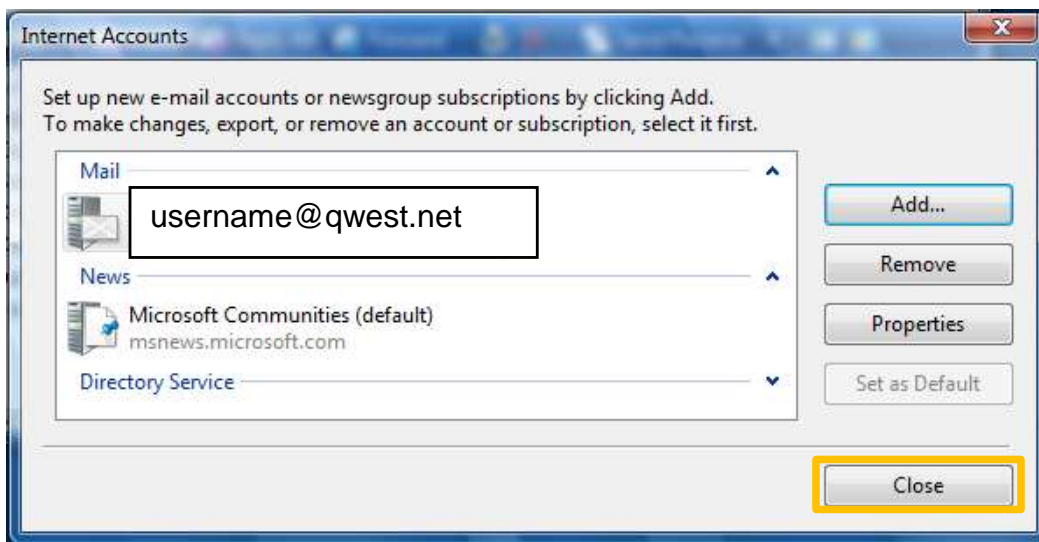 Internet Accounts
X
Set up new e-mail accounts or newsgroup subscriptions by clicking Add.
To make changes, export, or remove an account or subscription, select it first.
Mail
username@qwest.net
Add...
News
Remove
Microsoft Communities (default)
msnews.microsoft.com
Properties
Directory Service
Set as Default
Close